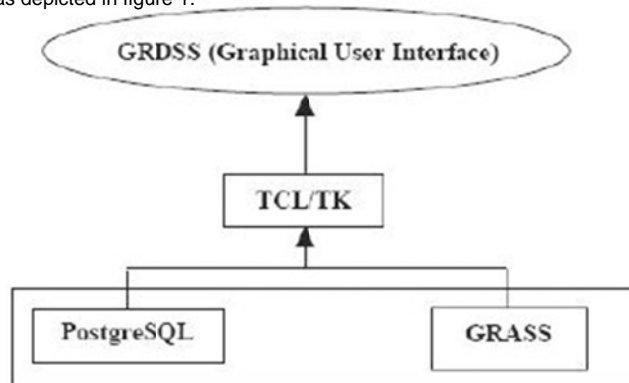 as depicted in figure 1.
GRDSS (Graphical User Interface)
TCL/TK
PostgreSQL
GRASS